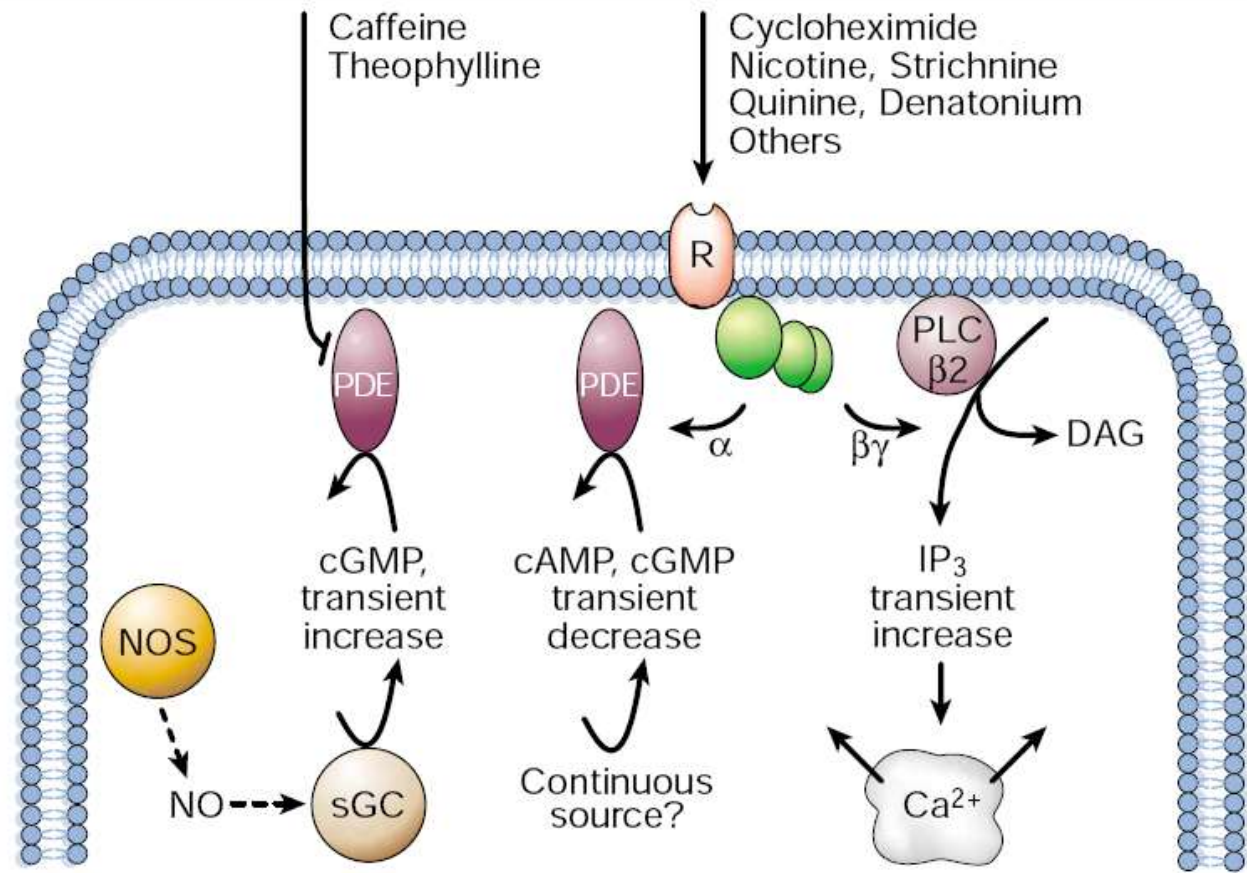 Caffeine
Theophylline
Cycloheximide
Nicotine, Strichnine
Quinine, Denatonium
Others
R
PDE
PDE
PLC
β2
α
βγ
DAG
cGMP,
transient
increase
cAMP, cGMP
transient
decrease
IP₃
transient
increase
NOS
NO
sGC
Continuous
source?
Ca²⁺